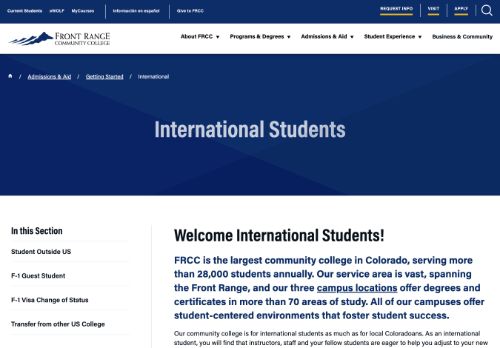 Current Students eWOLF MyCourses Información en español Give to FRCC REQUEST INFO VISIT APPLY
FRONT RANGE
COMMUNITY COLLEGE
About FRCC Programs & Degrees Admissions & Aid Student Experience Business & Community
/ Admissions & Aid / Getting Started / International
International Students
In this Section
Student Outside US
F-1 Guest Student
F-1 Visa Change of Status
Transfer from other US College
Welcome International Students!
FRCC is the largest community college in Colorado, serving more
than 28,000 students annually. Our service area is vast, spanning
the Front Range, and our three campus locations offer degrees and
certificates in more than 70 areas of study. All of our campuses offer
student-centered environments that foster student success.
Our community college is for international students as much as for local Coloradoans. As an international
student, you will find that instructors, staff and your fellow students are eager to help you adjust to your new